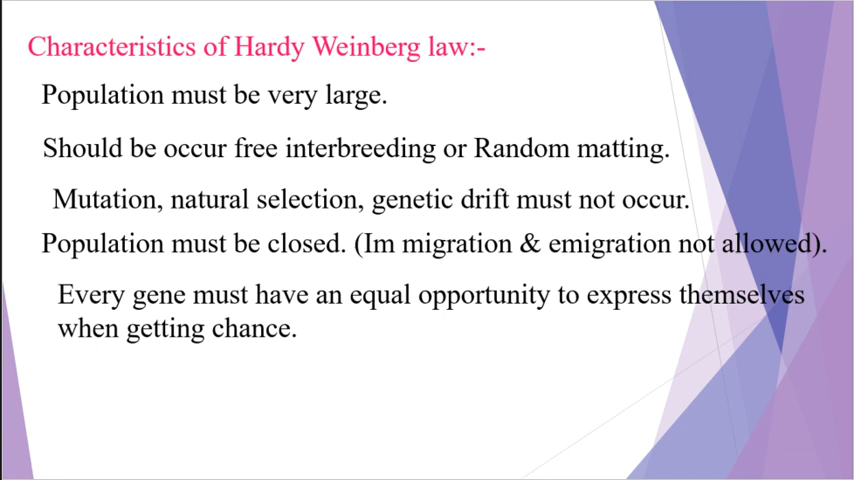 Characteristics of Hardy Weinberg law:-
Population must be very large.
Should be occur free interbreeding or Random matting.
Mutation, natural selection, genetic drift must not occur.
Population must be closed. (Im migration & emigration not allowed).
Every gene must have an equal opportunity to express themselves
when getting chance.